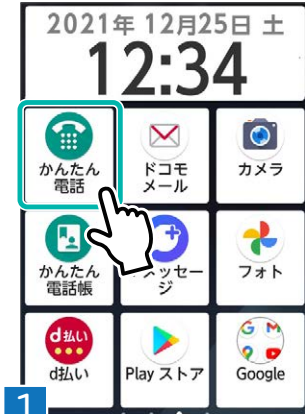 2021年 12月25日 土
12:34
かんたん
電話
ドコモ
メール
カメラ
かんたん
電話帳
メッセー
ジ
フォト
d払い
d払い
Play ストア
G M
Google
1